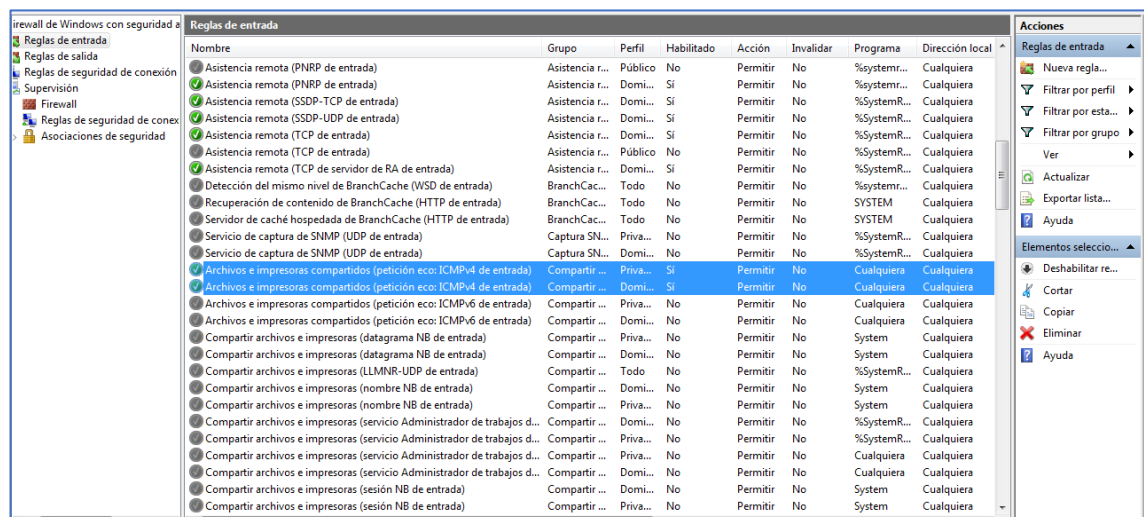 irewall de Windows con seguridad a
Reglas de entrada
Reglas de salida
Reglas de seguridad de conexión
Supervisión
Firewall
Reglas de seguridad de conex
Asociaciones de seguridad
Reglas de entrada
Nombre Grupo Perfil Habilitado Acción Invalidar Programa Dirección local
Asistencia remota (PNRP de entrada) Asistencia r... Público No Permitir No %systemr... Cualquiera
Asistencia remota (PNRP de entrada) Asistencia r... Domi... Sí Permitir No %systemr... Cualquiera
Asistencia remota (SSDP-TCP de entrada) Asistencia r... Domi... Sí Permitir No %SystemR... Cualquiera
Asistencia remota (SSDP-UDP de entrada) Asistencia r... Domi... Sí Permitir No %SystemR... Cualquiera
Asistencia remota (TCP de entrada) Asistencia r... Domi... Sí Permitir No %SystemR... Cualquiera
Asistencia remota (TCP de entrada) Asistencia r... Público No Permitir No %SystemR... Cualquiera
Asistencia remota (TCP de servidor de RA de entrada) Asistencia r... Domi... Sí Permitir No %SystemR... Cualquiera
Detección del mismo nivel de BranchCache (WSD de entrada) BranchCac... Todo No Permitir No %systemr... Cualquiera
Recuperación de contenido de BranchCache (HTTP de entrada) BranchCac... Todo No Permitir No SYSTEM Cualquiera
Servidor de caché hospedada de BranchCache (HTTP de entrada) BranchCac... Todo No Permitir No SYSTEM Cualquiera
Servicio de captura de SNMP (UDP de entrada) Captura SN... Priva... No Permitir No %SystemR... Cualquiera
Servicio de captura de SNMP (UDP de entrada) Captura SN... Domi... No Permitir No %SystemR... Cualquiera
Archivos e impresoras compartidos (petición eco: ICMPv4 de entrada) Compartir ... Priva... Sí Permitir No Cualquiera Cualquiera
Archivos e impresoras compartidos (petición eco: ICMPv4 de entrada) Compartir ... Domi... Sí Permitir No Cualquiera Cualquiera
Archivos e impresoras compartidos (petición eco: ICMPv6 de entrada) Compartir ... Priva... No Permitir No Cualquiera Cualquiera
Archivos e impresoras compartidos (petición eco: ICMPv6 de entrada) Compartir ... Domi... No Permitir No Cualquiera Cualquiera
Compartir archivos e impresoras (datagrama NB de entrada) Compartir ... Priva... No Permitir No System Cualquiera
Compartir archivos e impresoras (datagrama NB de entrada) Compartir ... Domi... No Permitir No System Cualquiera
Compartir archivos e impresoras (LLMNR-UDP de entrada) Compartir ... Todo No Permitir No %SystemR... Cualquiera
Compartir archivos e impresoras (nombre NB de entrada) Compartir ... Domi... No Permitir No System Cualquiera
Compartir archivos e impresoras (nombre NB de entrada) Compartir ... Priva... No Permitir No System Cualquiera
Compartir archivos e impresoras (servicio Administrador de trabajos d... Compartir ... Domi... No Permitir No %SystemR... Cualquiera
Compartir archivos e impresoras (servicio Administrador de trabajos d... Compartir ... Priva... No Permitir No %SystemR... Cualquiera
Compartir archivos e impresoras (servicio Administrador de trabajos d... Compartir ... Priva... No Permitir No Cualquiera Cualquiera
Compartir archivos e impresoras (servicio Administrador de trabajos d... Compartir ... Domi... No Permitir No Cualquiera Cualquiera
Compartir archivos e impresoras (sesión NB de entrada) Compartir ... Domi... No Permitir No System Cualquiera
Compartir archivos e impresoras (sesión NB de entrada) Compartir ... Priva... No Permitir No System Cualquiera
Acciones
Reglas de entrada
Nueva regla...
Filtrar por perfil
Filtrar por esta...
Filtrar por grupo
Ver
Actualizar
Exportar lista...
Ayuda
Elementos seleccio...
Deshabilitar re...
Cortar
Copiar
Eliminar
Ayuda